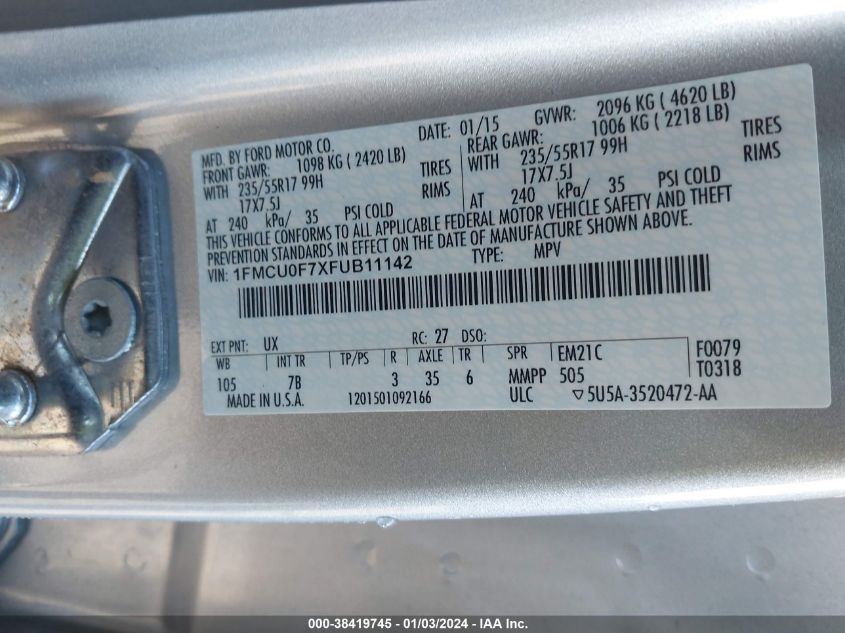 MFD. BY FORD MOTOR CO.
DATE: 01/15 GVWR: 2096 KG ( 4620 LB)
FRONT GAWR: 1098 KG ( 2420 LB) REAR GAWR: 1006 KG ( 2218 LB)
WITH 235/55R17 99H TIRES WITH 235/55R17 99H TIRES
17X7.5J RIMS 17X7.5J RIMS
AT 240 kPa/ 35 PSI COLD AT 240 kPa/ 35 PSI COLD
THIS VEHICLE CONFORMS TO ALL APPLICABLE FEDERAL MOTOR VEHICLE SAFETY AND THEFT
PREVENTION STANDARDS IN EFFECT ON THE DATE OF MANUFACTURE SHOWN ABOVE.
VIN: 1FMCU0F7XFUB11142 TYPE: MPV
EXT PNT: UX RC: 27 DSO:
WB INT TR TP/PS R AXLE TR SPR EM21C F0079
105 7B 3 35 6 MMPP 505 T0318
MADE IN U.S.A. 1201501092166 ULC ▽5U5A-3520472-AA
000-38419745 - 01/03/2024 - IAA Inc.